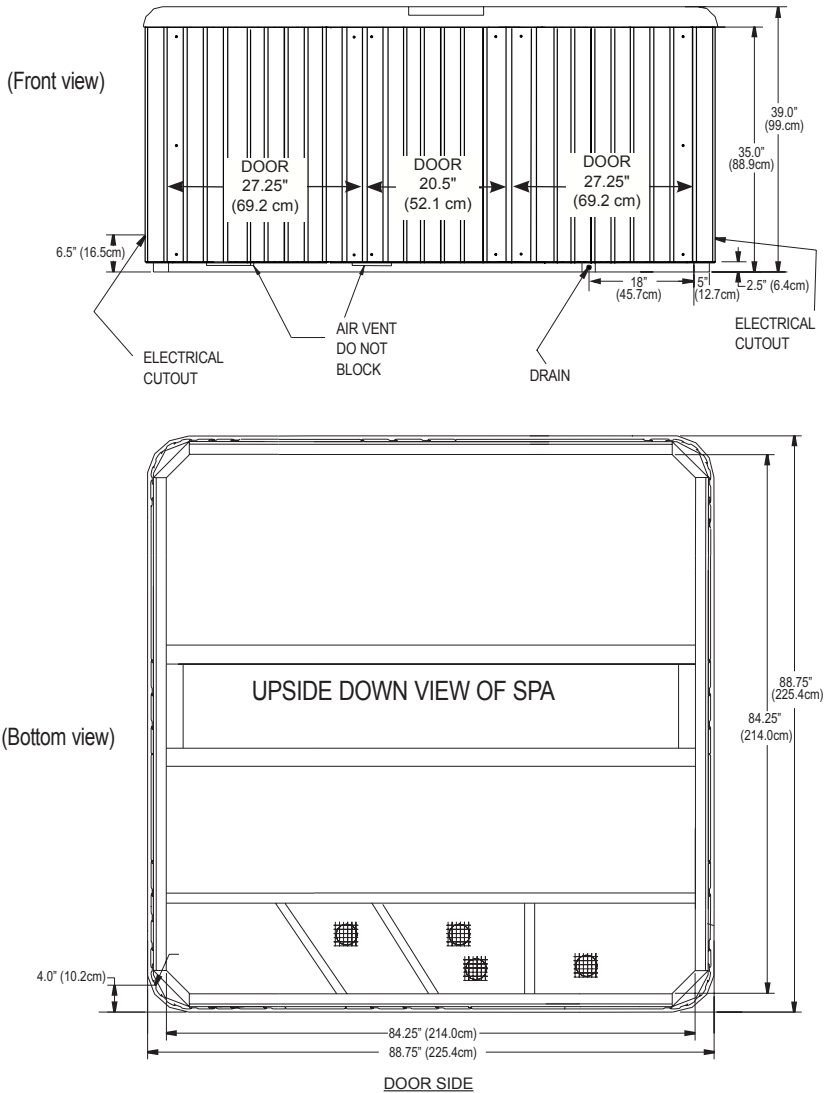 (Front view)
DOOR
27.25"
(69.2 cm)
DOOR
20.5"
(52.1 cm)
DOOR
27.25"
(69.2 cm)
39.0"
(99.cm)
35.0"
(88.9cm)
6.5" (16.5cm)
18"
(45.7cm)
5"
(12.7cm)
2.5" (6.4cm)
ELECTRICAL
CUTOUT
AIR VENT
DO NOT
BLOCK
DRAIN
ELECTRICAL
CUTOUT
UPSIDE DOWN VIEW OF SPA
(Bottom view)
88.75"
(225.4cm)
84.25"
(214.0cm)
4.0" (10.2cm)
84.25" (214.0cm)
88.75" (225.4cm)
DOOR SIDE